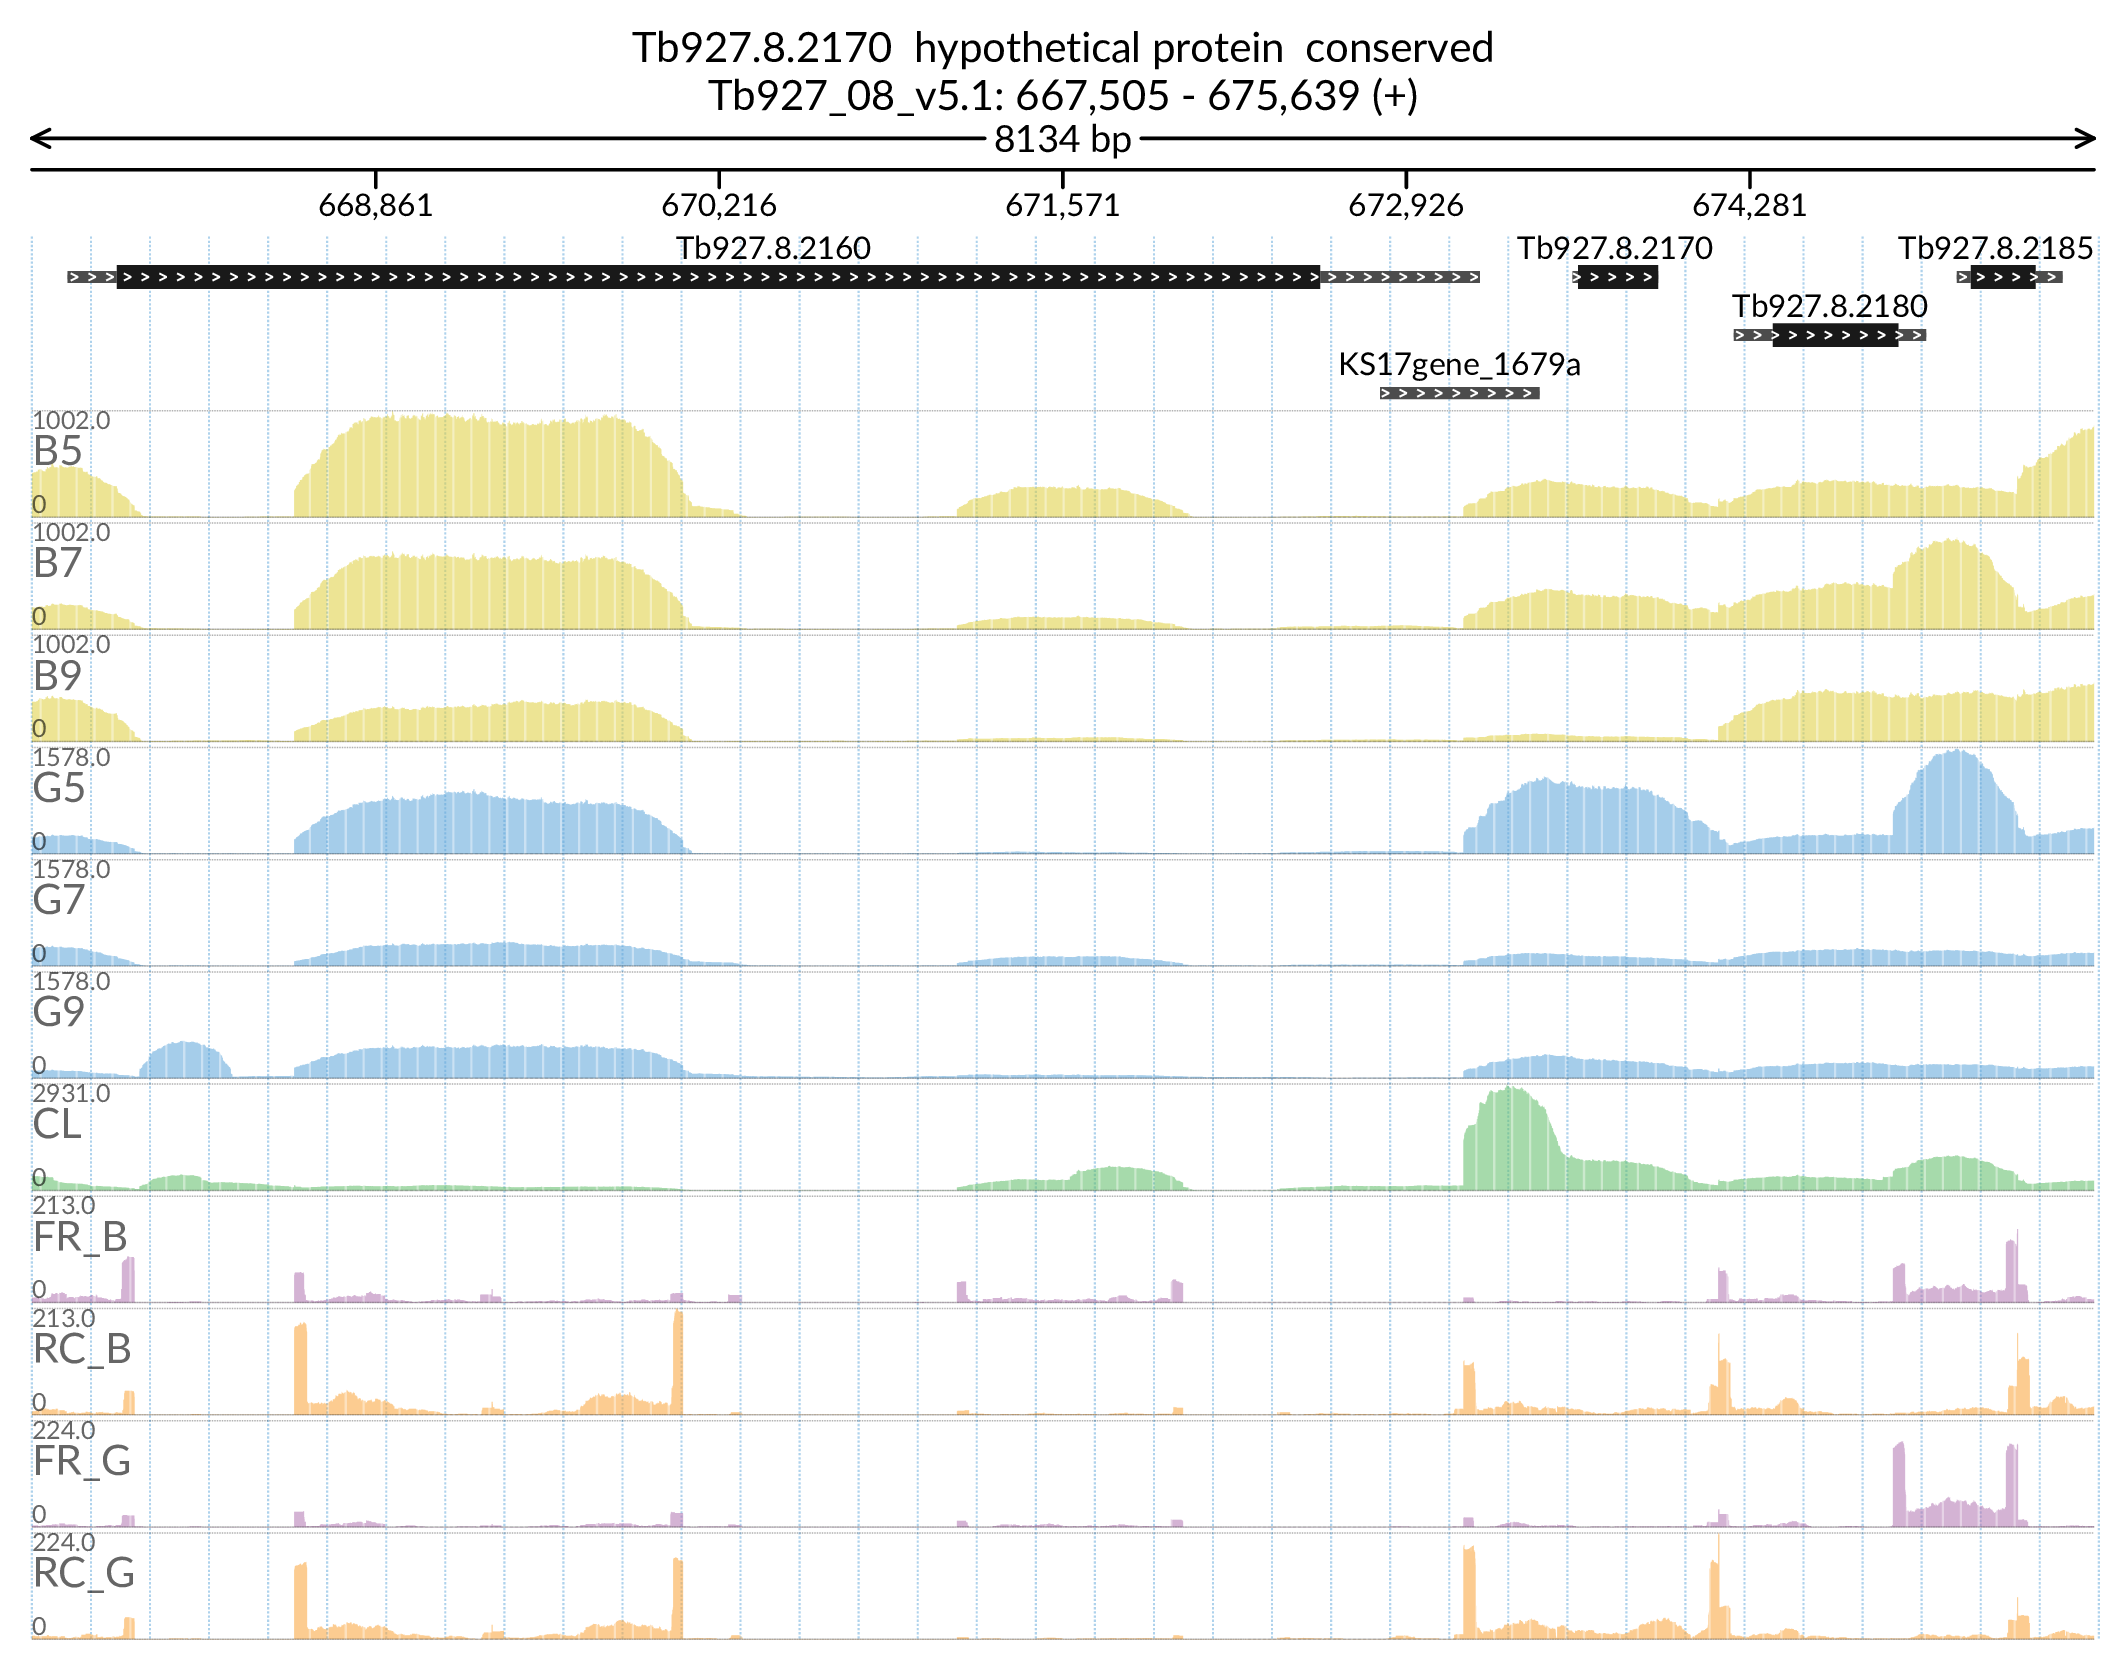 Tb927.8.2170 hypothetical protein conserved
Tb927_08_v5.1: 667,505 - 675,639 (+)
8134 bp
668,861 670,216 671,571 672,926 674,281
Tb927.8.2160 Tb927.8.2170 Tb927.8.2185
Tb927.8.2180
KS17gene_1679a
1002.0
B5
0
1002.0
B7
0
1002.0
B9
0
1578.0
G5
0
1578.0
G7
0
1578.0
G9
0
2931.0
CL
0
213.0
FR_B
0
213.0
RC_B
0
224.0
FR_G
0
224.0
RC_G
0